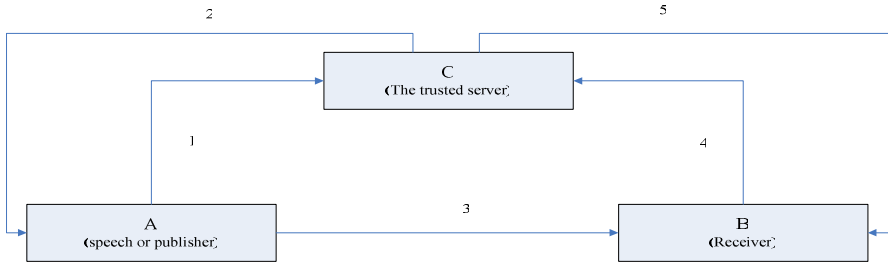 2
5
C
(The trusted server)
1
4
A
(speech or publisher)
3
B
(Receiver)